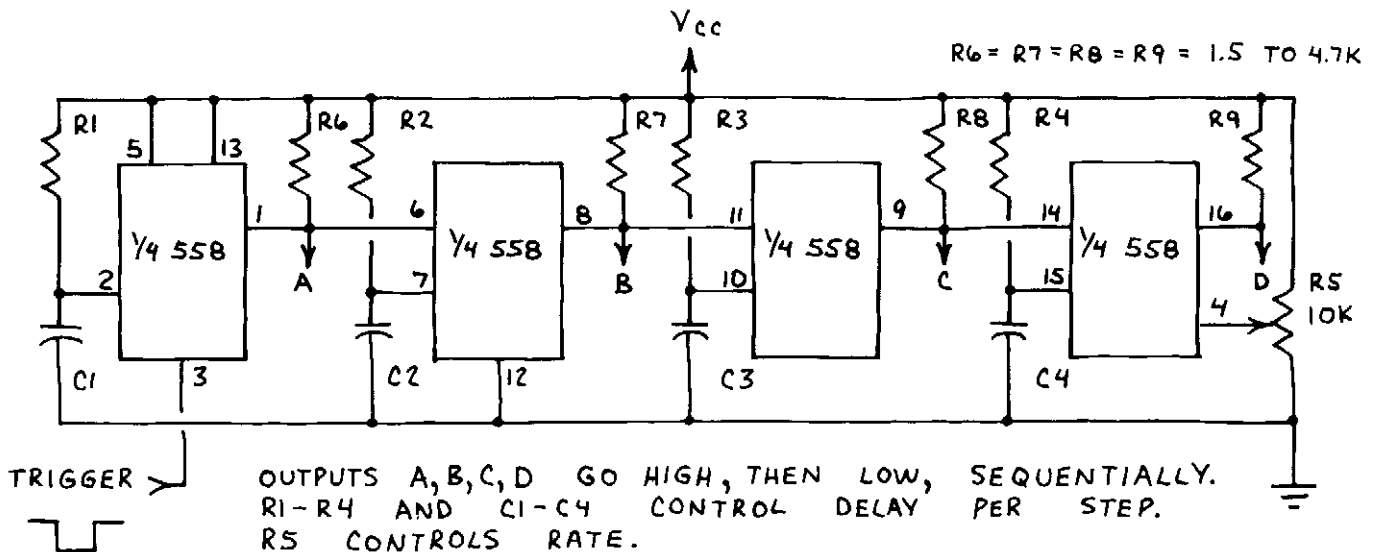 Vcc
R6 = R7 = R8 = R9 = 1.5 TO 4.7K
R1 5 13 R6 R2 R7 R3 R8 R4 R9
1 6 8 11 9 14 16
1/4 558 1/4 558 1/4 558 1/4 558
2 A 7 B 10 C 15 D R5
4 10K
C1 3 C2 12 C3 C4
TRIGGER
OUTPUTS A, B, C, D GO HIGH, THEN LOW, SEQUENTIALLY.
R1-R4 AND C1-C4 CONTROL DELAY PER STEP.
R5 CONTROLS RATE.